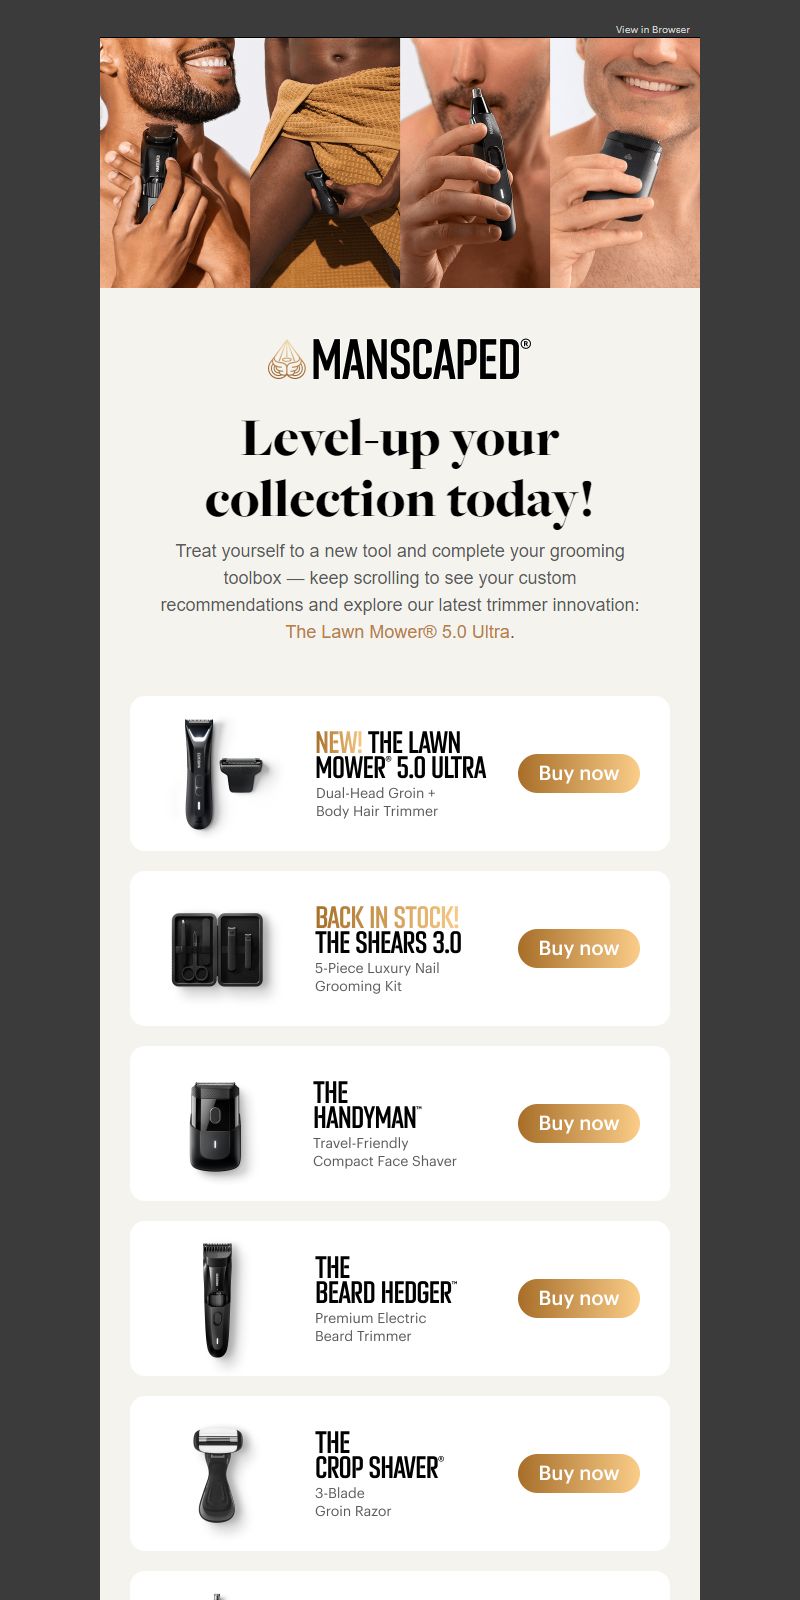 View in Browser
MANSCAPED®
Level-up your
collection today!
Treat yourself to a new tool and complete your grooming
toolbox — keep scrolling to see your custom
recommendations and explore our latest trimmer innovation:
The Lawn Mower® 5.0 Ultra.
NEW! THE LAWN
MOWER® 5.0 ULTRA
Dual-Head Groin +
Body Hair Trimmer
Buy now
BACK IN STOCK!
THE SHEARS 3.0
5-Piece Luxury Nail
Grooming Kit
Buy now
THE
HANDYMAN™
Travel-Friendly
Compact Face Shaver
Buy now
THE
BEARD HEDGER™
Premium Electric
Beard Trimmer
Buy now
THE
CROP SHAVER®
3-Blade
Groin Razor
Buy now